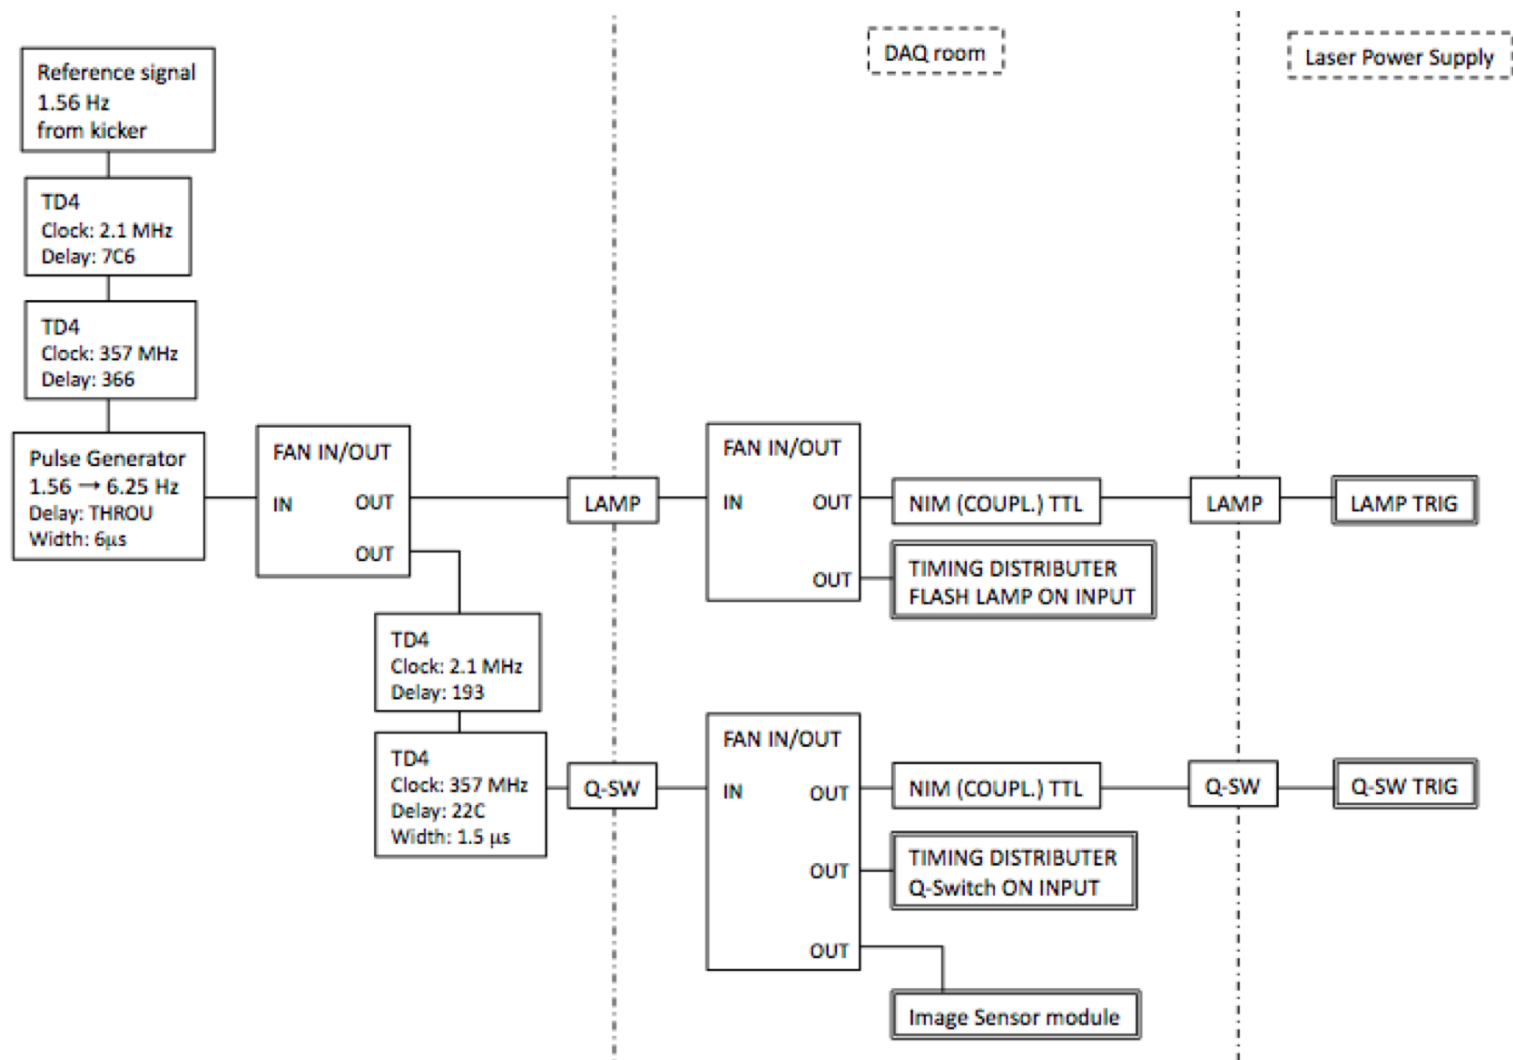 DAQ room
Laser Power Supply
Reference signal
1.56 Hz
from kicker
TD4
Clock: 2.1 MHz
Delay: 7C6
TD4
Clock: 357 MHz
Delay: 366
Pulse Generator
1.56 → 6.25 Hz
Delay: THROU
Width: 6μs
FAN IN/OUT
IN
OUT
OUT
LAMP
FAN IN/OUT
IN
OUT
OUT
NIM (COUPL.) TTL
LAMP
LAMP TRIG
TIMING DISTRIBUTER
FLASH LAMP ON INPUT
TD4
Clock: 2.1 MHz
Delay: 193
TD4
Clock: 357 MHz
Delay: 22C
Width: 1.5 μs
Q-SW
FAN IN/OUT
IN
OUT
OUT
OUT
NIM (COUPL.) TTL
Q-SW
Q-SW TRIG
TIMING DISTRIBUTER
Q-Switch ON INPUT
Image Sensor module